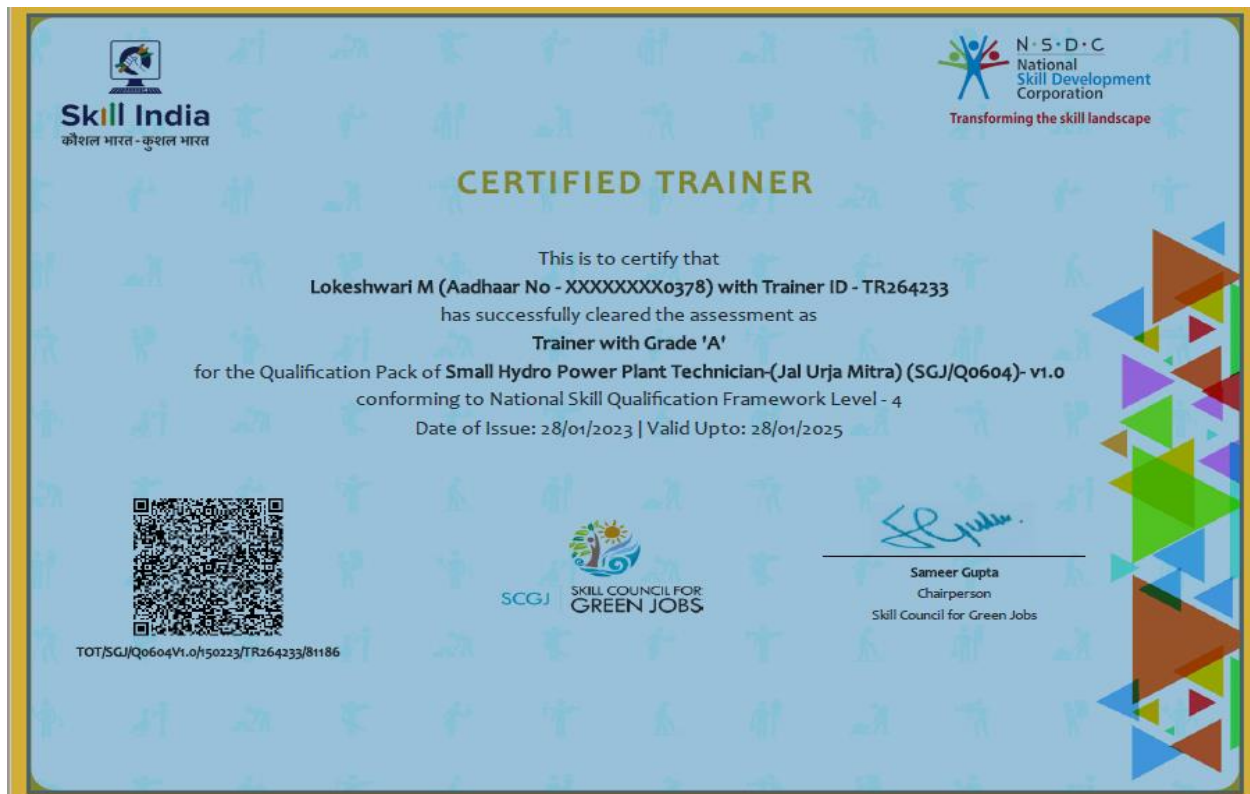 Skill India
कौशल भारत - कुशल भारत
N·S·D·C
National
Skill Development
Corporation
Transforming the skill landscape
CERTIFIED TRAINER
This is to certify that
Lokeshwari M (Aadhaar No - XXXXXXXX0378) with Trainer ID - TR264233
has successfully cleared the assessment as
Trainer with Grade 'A'
for the Qualification Pack of Small Hydro Power Plant Technician-(Jal Urja Mitra) (SGJ/Q0604)- v1.0
conforming to National Skill Qualification Framework Level - 4
Date of Issue: 28/01/2023 | Valid Upto: 28/01/2025
TOT/SGJ/Q0604V1.0/150223/TR264233/81186
SCGJ
SKILL COUNCIL FOR
GREEN JOBS
Sameer Gupta
Chairperson
Skill Council for Green Jobs